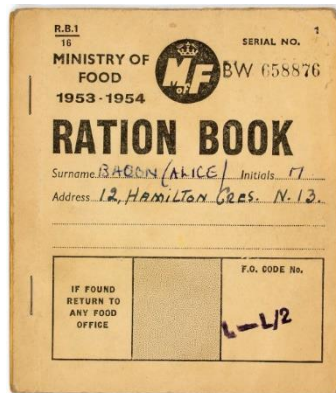 R.B.1
16
1
SERIAL NO.
MINISTRY OF
FOOD
1953-1954
M of F
BW 658876
RATION BOOK
Surname BACON (ALICE) Initials M
Address 12, HAMILTON CRES. N. 13.
IF FOUND
RETURN TO
ANY FOOD
OFFICE
F.O. CODE No.
L-L/2